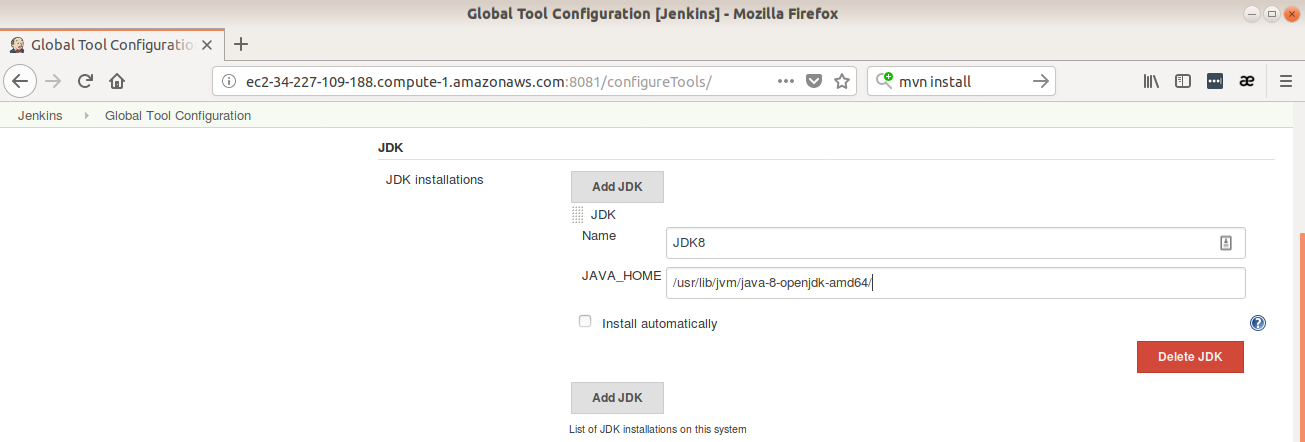 Global Tool Configuration [Jenkins] - Mozilla Firefox
Global Tool Configuratio
ec2-34-227-109-188.compute-1.amazonaws.com:8081/configureTools/
mvn install
Jenkins Global Tool Configuration
JDK
JDK installations
Add JDK
JDK
Name
JDK8
JAVA_HOME
/usr/lib/jvm/java-8-openjdk-amd64/
Install automatically
Delete JDK
Add JDK
List of JDK installations on this system